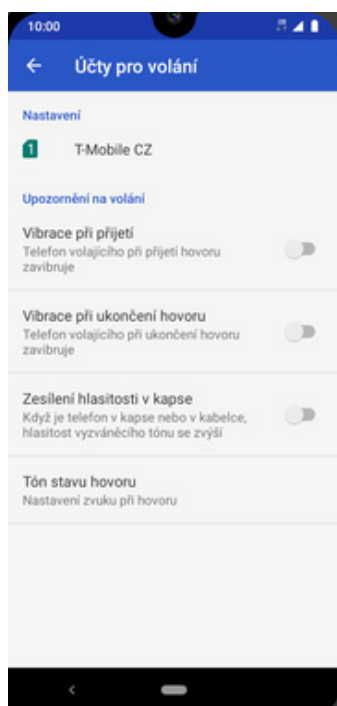 10:00
Účty pro volání
Nastavení
1
T-Mobile CZ
Upozornění na volání
Vibrace při přijetí
Telefon volajícího při přijetí hovoru
zavibruje
Vibrace při ukončení hovoru
Telefon volajícího při ukončení hovoru
zavibruje
Zesílení hlasitosti v kapse
Když je telefon v kapse nebo v kabelce,
hlasitost vyzváněcího tónu se zvýší
Tón stavu hovoru
Nastavení zvuku při hovoru